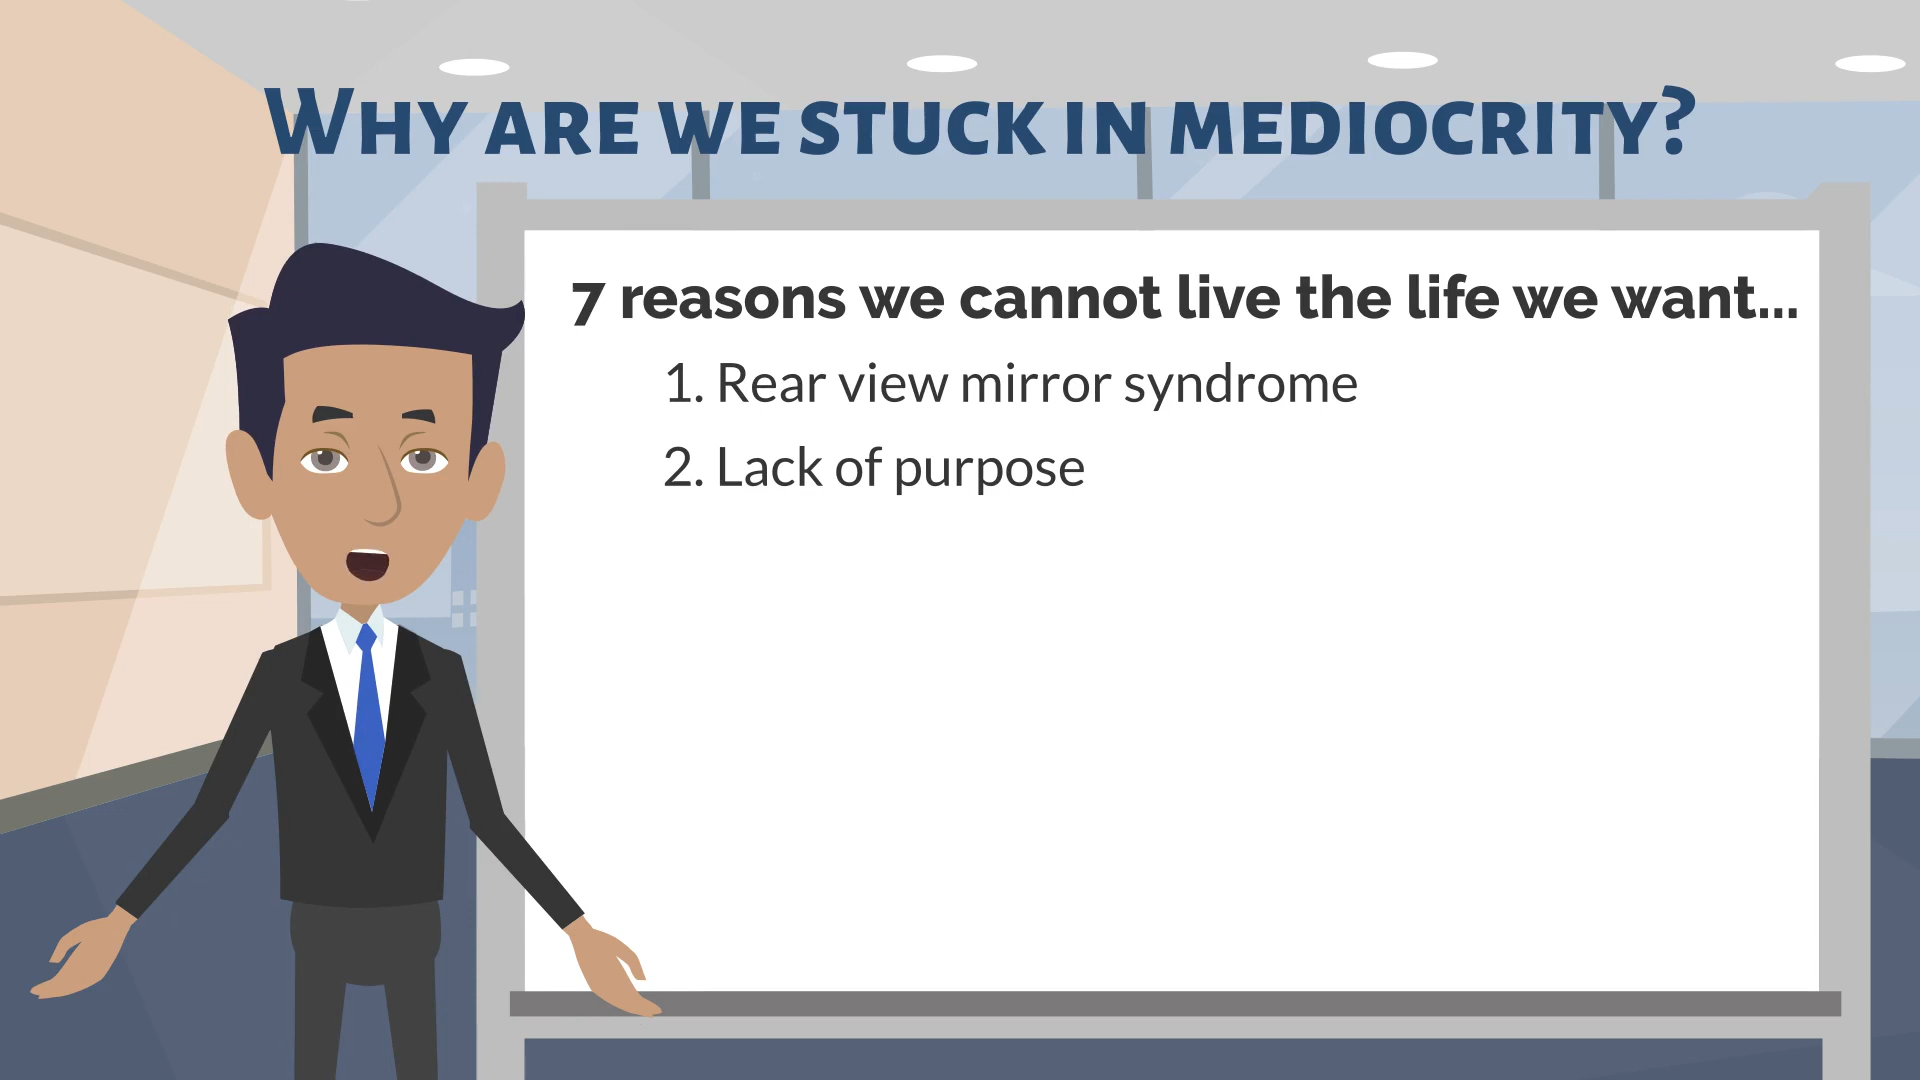 Why are we stuck in mediocrity?
7 reasons we cannot live the life we want...
1. Rear view mirror syndrome
2. Lack of purpose